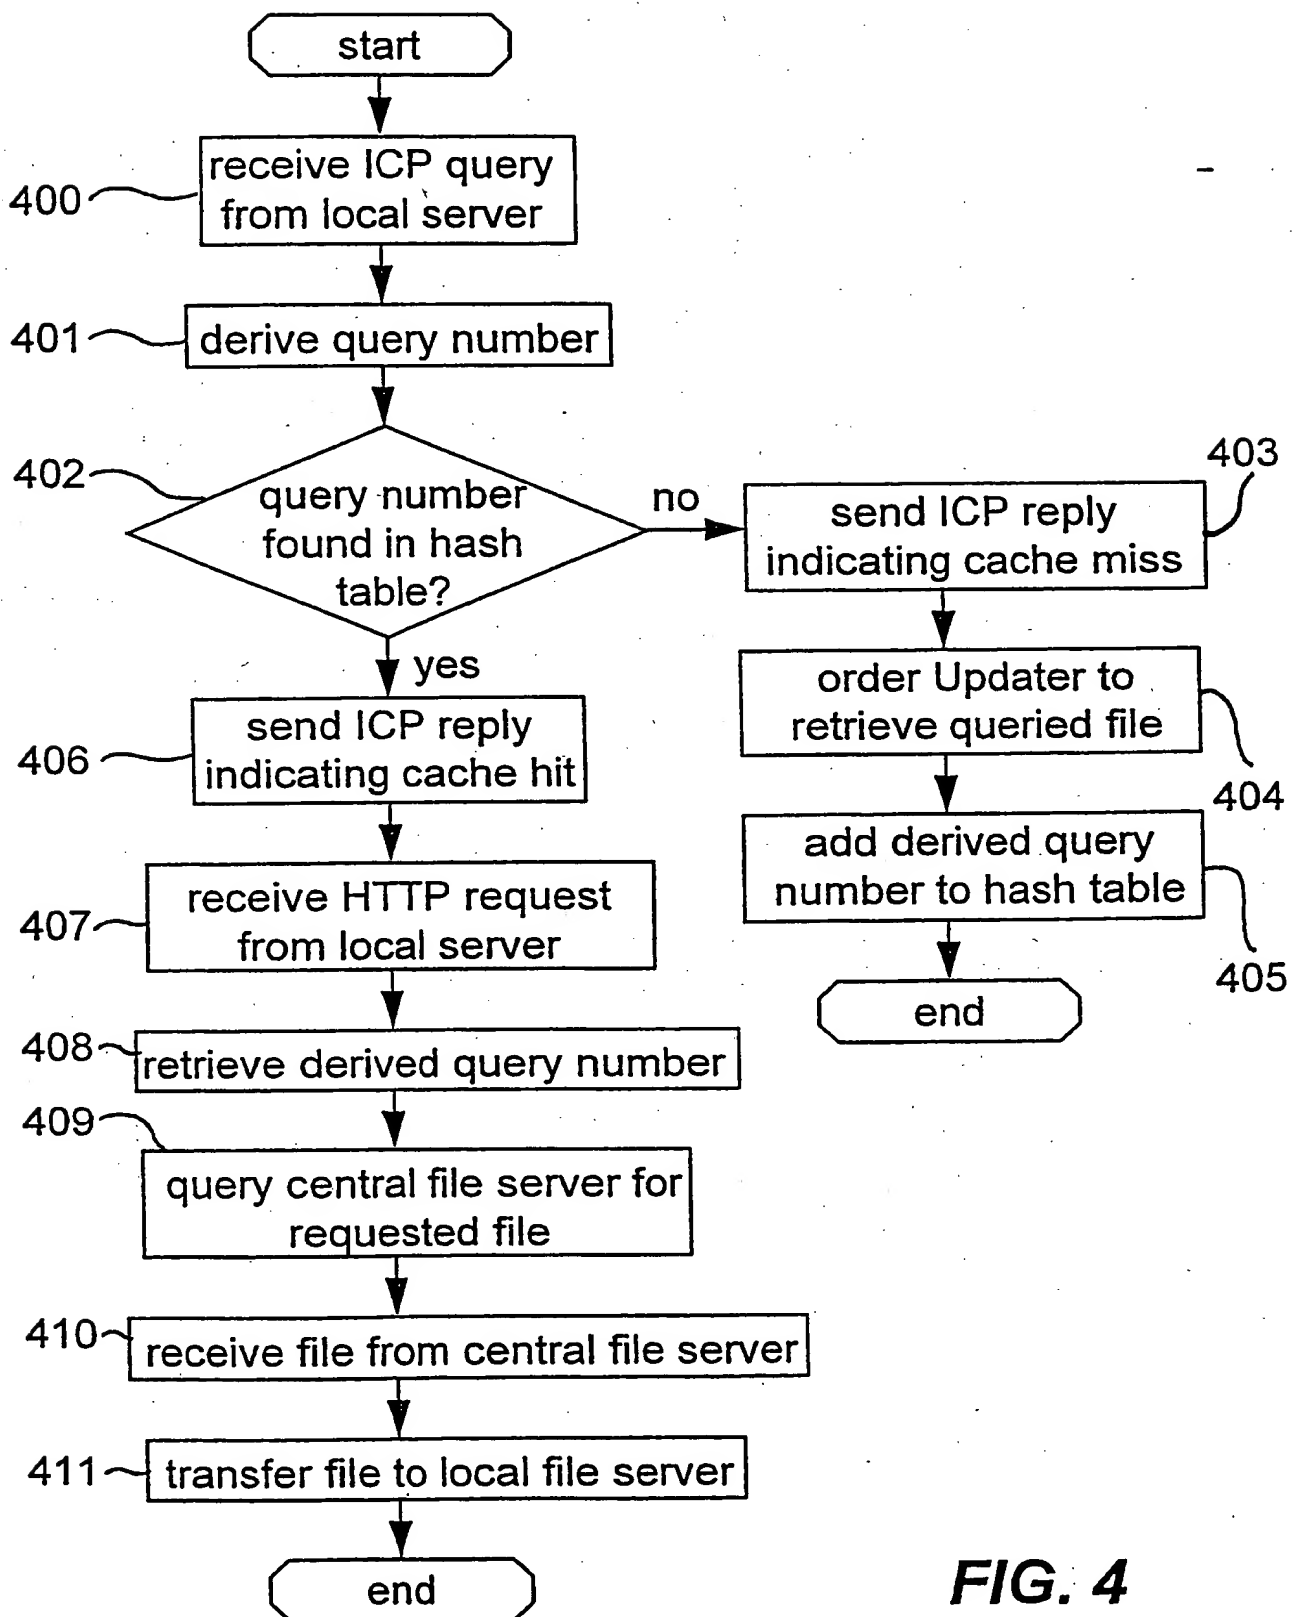 start
400
receive ICP query
from local server
401
derive query number
402
query number
found in hash
table?
no
403
send ICP reply
indicating cache miss
yes
order Updater to
retrieve queried file
404
406
send ICP reply
indicating cache hit
add derived query
number to hash table
405
407
receive HTTP request
from local server
end
408
retrieve derived query number
409
query central file server for
requested file
410
receive file from central file server
411
transfer file to local file server
end
FIG. 4